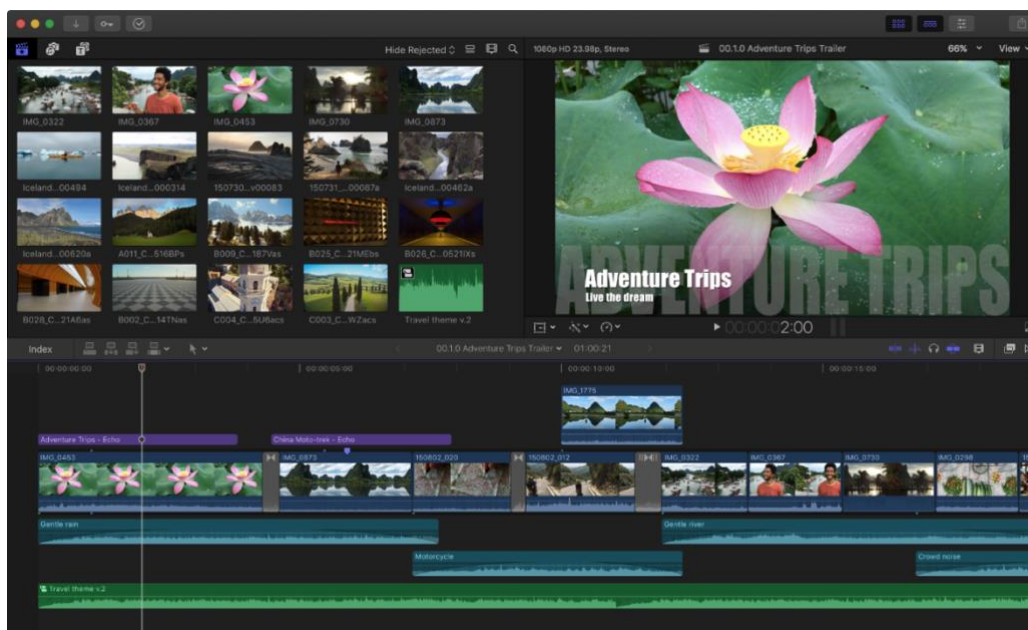 Hide Rejected
1080p HD 23.98p, Stereo
00.1.0 Adventure Trips Trailer
66%
View
IMG_0322
IMG_0367
IMG_0453
IMG_0730
IMG_0873
Iceland...00494
Iceland...000314
150730...v00083
150731_...00087a
Iceland...00462a
Iceland...00620a
A011_C...516BPs
B009_C...187Vas
B025_C...21MEbs
B026_C...0521IXs
B028_C...21A6as
B002_C...14TNas
C004_C...5U6acs
C003_C...WZacs
Travel theme v.2
ADVENTURE TRIPS
Adventure Trips
Live the dream
00:00:02:00
Index
00.1.0 Adventure Trips Trailer
01:00:21
00:00:00:00
00:00:05:00
00:00:10:00
00:00:15:00
IMG_1775
Adventure Trips - Echo
China Moto-trek - Echo
IMG_0453
IMG_0873
150802_020
150802_012
IMG_0322
IMG_0367
IMG_0730
IMG_0298
Gentle rain
Gentle river
Motorcycle
Crowd noise
Travel theme v.2